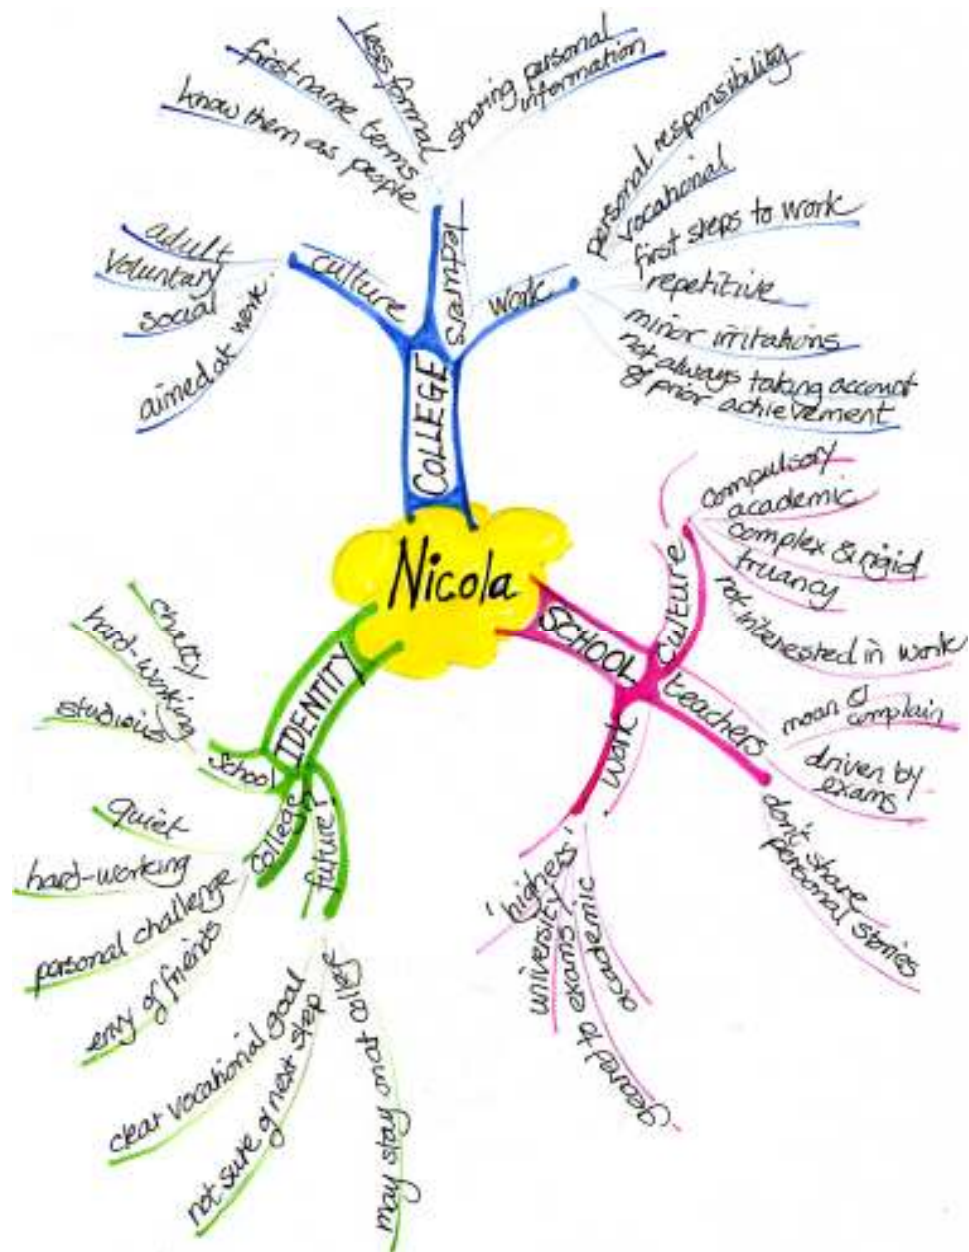 less formal
first name terms
know them as people
sharing personal
information
personal responsibility
vocational
first steps to work
repetitive
minor irritations
not always taking account
of prior achievement
adult
voluntary
social
aimed at work
culture
lecturers
work
COLLEGE
Nicola
SCHOOL
culture
compulsory
academic
complex & rigid
truancy
not interested in work
teachers
moan &
complain
driven by
exams
don't share
personal stories
work
'highers'
university
geared to exams
academic
IDENTITY
school
chatty
hard-working
studious
college
quiet
hard-working
personal challenge
envy of friends
future?
clear vocational goal
not sure of next step
may stay on at college